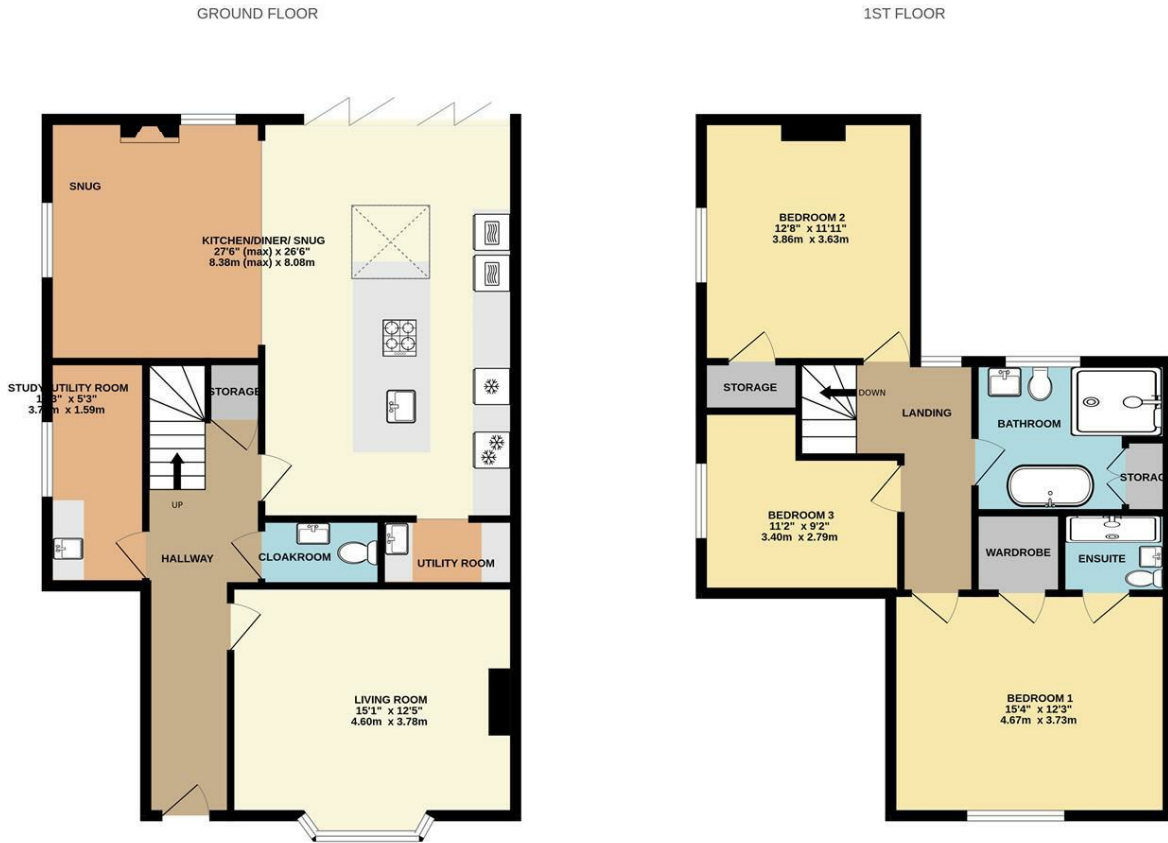 GROUND FLOOR
SNUG
KITCHEN/DINER/ SNUG
27'6" (max) x 26'6"
8.38m (max) x 8.08m
STUDY/UTILITY ROOM
x 5'3"
x 1.59m
STORAGE
UP
HALLWAY
CLOAKROOM
UTILITY ROOM
LIVING ROOM
15'1" x 12'5"
4.60m x 3.78m
1ST FLOOR
BEDROOM 2
12'8" x 11'11"
3.86m x 3.63m
STORAGE
DOWN
LANDING
BATHROOM
STORAG
BEDROOM 3
11'2" x 9'2"
3.40m x 2.79m
WARDROBE
ENSUITE
BEDROOM 1
15'4" x 12'3"
4.67m x 3.73m